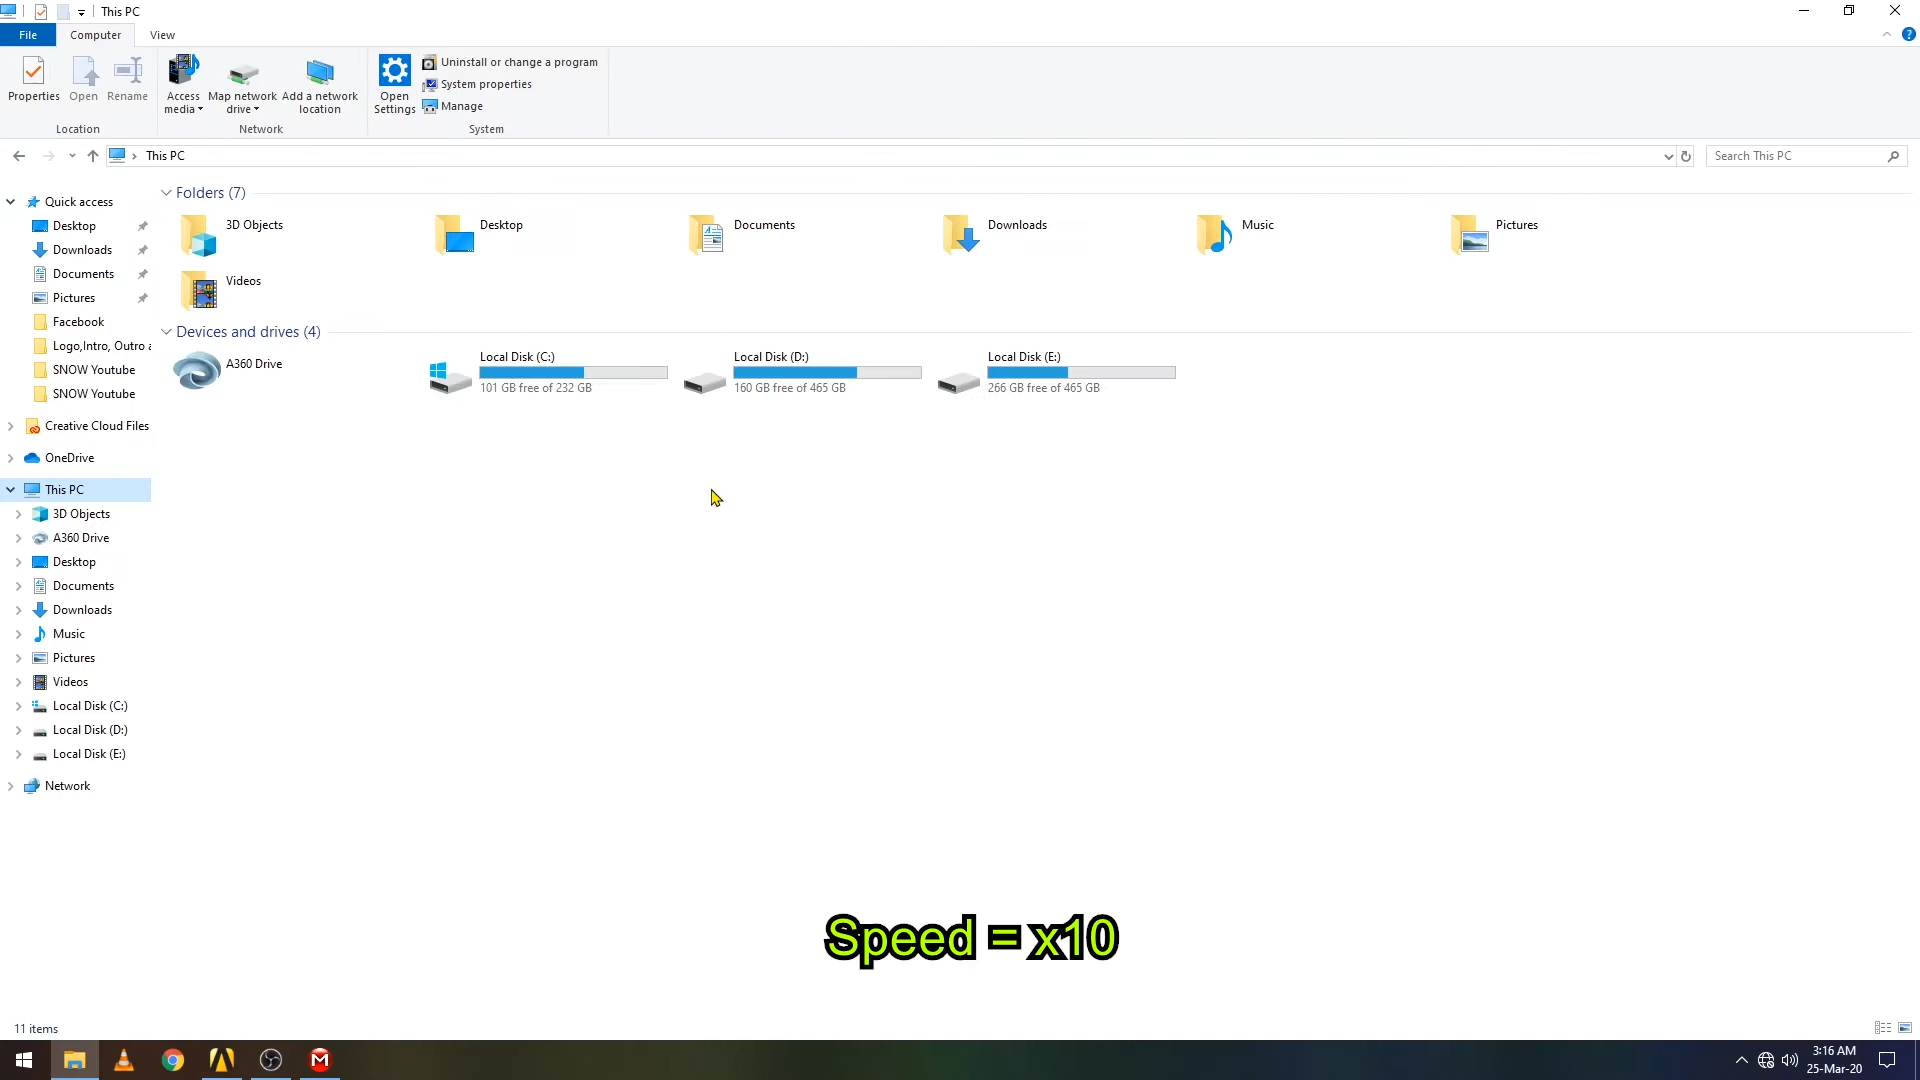 This PC
File
Computer
View
Properties
Open
Rename
Access media
Map network drive
Add a network location
Open Settings
Uninstall or change a program
System properties
Manage
Location
Network
System
This PC
Search This PC
Quick access
Desktop
Downloads
Documents
Pictures
Facebook
Logo,Intro, Outro a
SNOW Youtube
SNOW Youtube
Creative Cloud Files
OneDrive
This PC
3D Objects
A360 Drive
Desktop
Documents
Downloads
Music
Pictures
Videos
Local Disk (C:)
Local Disk (D:)
Local Disk (E:)
Network
Folders (7)
3D Objects
Desktop
Documents
Downloads
Music
Pictures
Videos
Devices and drives (4)
A360 Drive
Local Disk (C:)
101 GB free of 232 GB
Local Disk (D:)
160 GB free of 465 GB
Local Disk (E:)
266 GB free of 465 GB
Speed = x10
11 items
3:16 AM
25-Mar-20